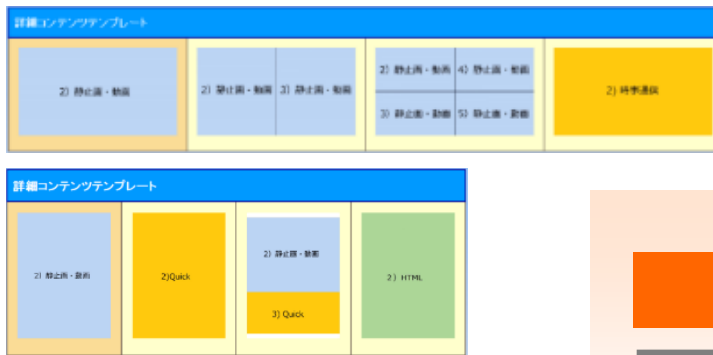 詳細コンテンツテンプレート
2) 静止画・動画
2) 静止画・動画
3) 静止画・動画
2) 静止画・動画
4) 静止画・動画
3) 静止画・動画
5) 静止画・動画
2) 時事通信
詳細コンテンツテンプレート
2) 静止画・動画
2)Quick
2) 静止画・動画
3) Quick
2) HTML